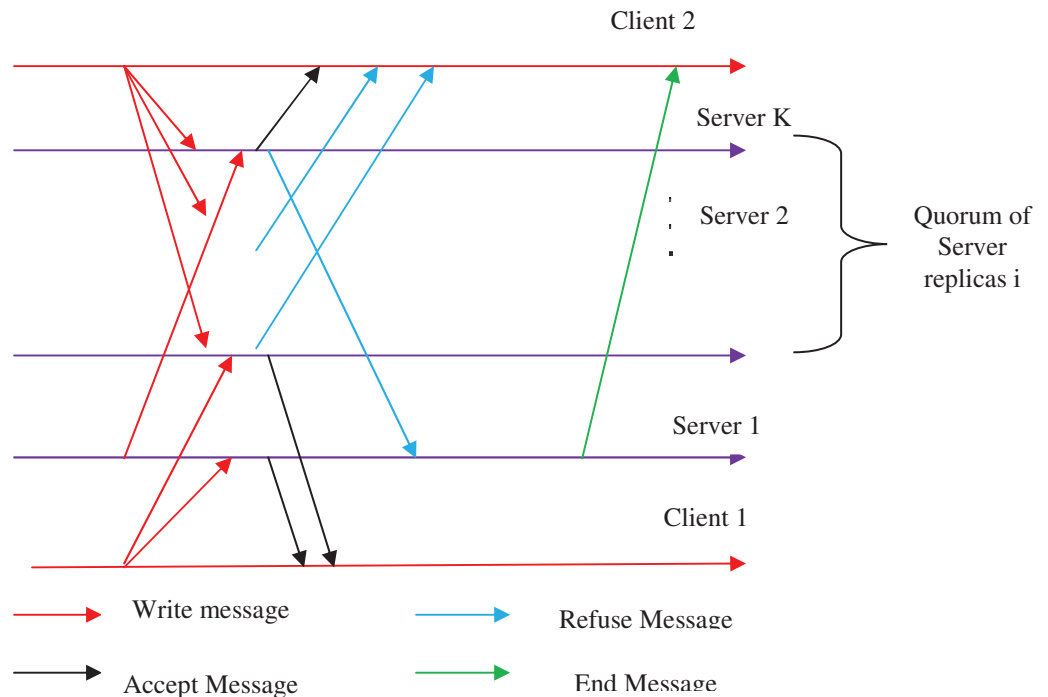 Client 2
Server K
Server 2
Quorum of
Server
replicas i
Server 1
Client 1
Write message
Refuse Message
Accept Message
End Message